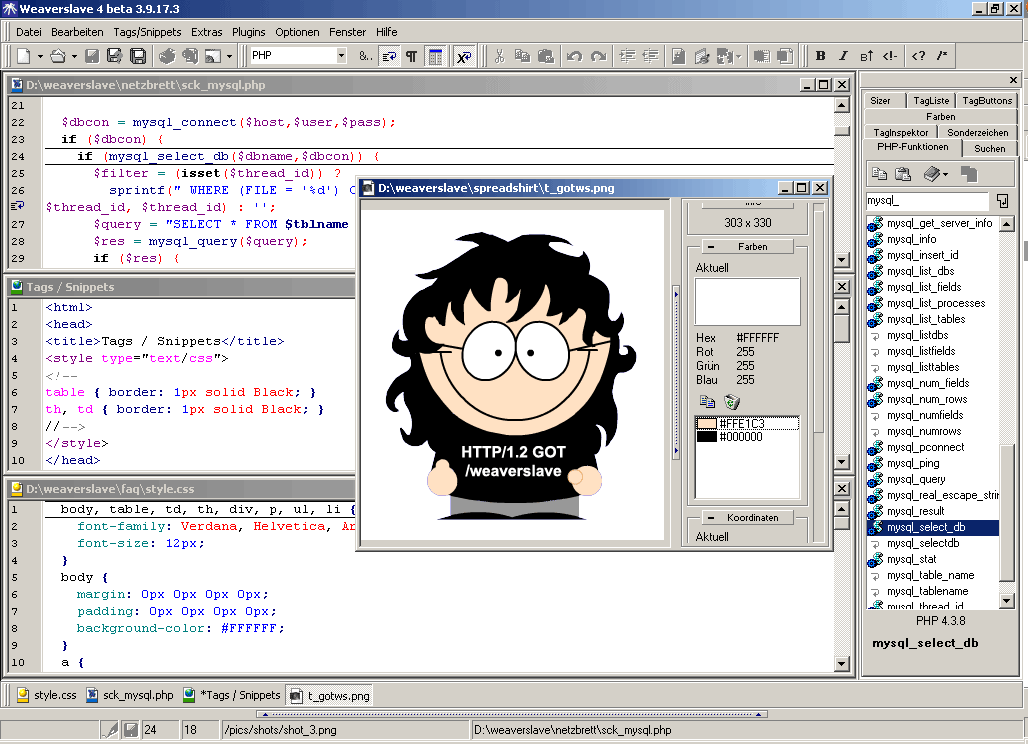 Weaverslave 4 beta 3.9.17.3
Datei Bearbeiten Tags/Snippets Extras Plugins Optionen Fenster Hilfe
PHP &.. ¶ x² B I B↑ <!- <? /*
D:\weaverslave\netzbrett\sck_mysql.php
21
22 $dbcon = mysql_connect($host,$user,$pass);
23 if ($dbcon) {
24 if (mysql_select_db($dbname,$dbcon)) {
25 $filter = (isset($thread_id)) ?
26 sprintf(" WHERE (FILE = '%d')
$thread_id, $thread_id) : '';
27 $query = "SELECT * FROM $tblname
28 $res = mysql_query($query);
29 if ($res) {
Tags / Snippets
1 <html>
2 <head>
3 <title>Tags / Snippets</title>
4 <style type="text/css">
5 <!--
6 table { border: 1px solid Black; }
7 th, td { border: 1px solid Black; }
8 //-->
9 </style>
10 </head>
D:\weaverslave\faq\style.css
1 body, table, td, th, div, p, ul, li {
2 font-family: Verdana, Helvetica,
3 font-size: 12px;
4 }
5 body {
6 margin: 0px 0px 0px 0px;
7 padding: 0px 0px 0px 0px;
8 background-color: #FFFFFF;
9 }
10 a {
D:\weaverslave\spreadshirt\t_gotws.png
HTTP/1.2 GOT
/weaverslave
303 x 330
Farben
Aktuell
Hex #FFFFFF
Rot 255
Grün 255
Blau 255
#FFE1C3
#000000
Koordinaten
Aktuell
Sizer TagListe TagButtons
Farben
TagInspektor Sonderzeichen
PHP-Funktionen Suchen
mysql_
mysql_get_server_info
mysql_info
mysql_insert_id
mysql_list_dbs
mysql_list_fields
mysql_list_processes
mysql_list_tables
mysql_listdbs
mysql_listfields
mysql_listtables
mysql_num_fields
mysql_num_rows
mysql_numfields
mysql_numrows
mysql_pconnect
mysql_ping
mysql_query
mysql_real_escape_strin
mysql_result
mysql_select_db
mysql_selectdb
mysql_stat
mysql_table_name
mysql_tablename
mysql_thread_id
PHP 4.3.8
mysql_select_db
style.css sck_mysql.php *Tags / Snippets t_gotws.png
24 18 /pics/shots/shot_3.png D:\weaverslave\netzbrett\sck_mysql.php